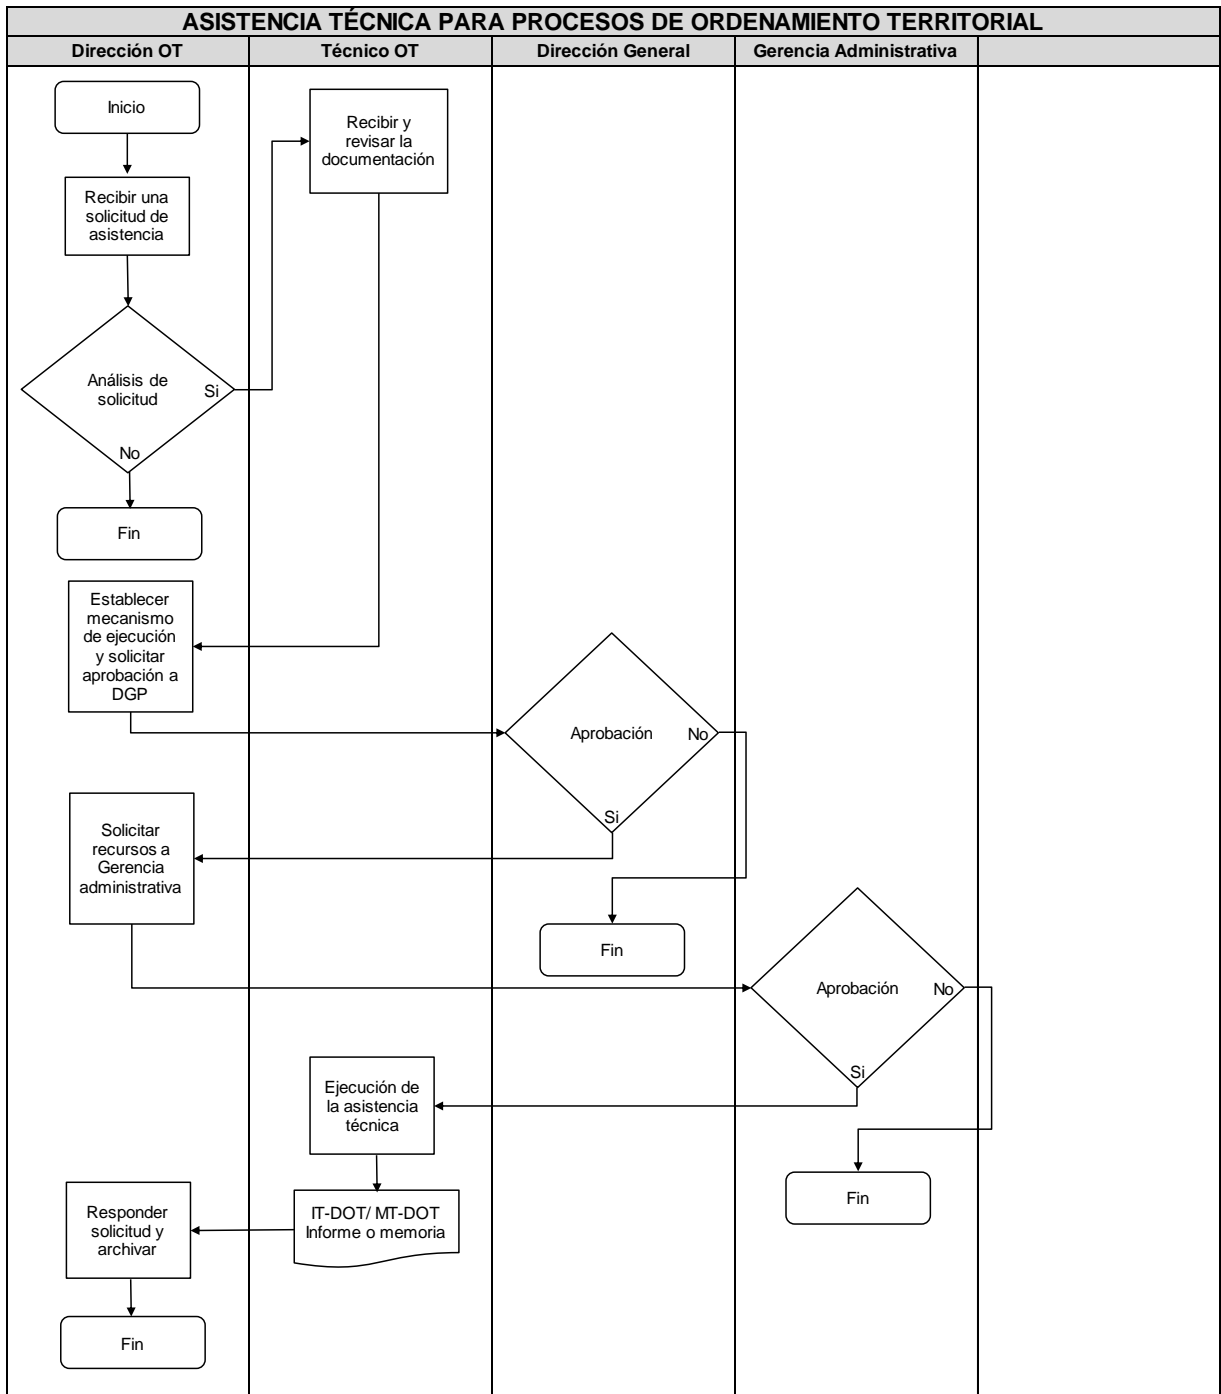 ASISTENCIA TÉCNICA PARA PROCESOS DE ORDENAMIENTO TERRITORIAL
Dirección OT
Técnico OT
Dirección General
Gerencia Administrativa
Inicio
Recibir y
revisar la
documentación
Recibir una
solicitud de
asistencia
Análisis de
solicitud
Si
No
Fin
Establecer
mecanismo
de ejecución
y solicitar
aprobación a
DGP
Aprobación
No
Si
Solicitar
recursos a
Gerencia
administrativa
Fin
Aprobación
No
Si
Ejecución de
la asistencia
técnica
Fin
IT-DOT/ MT-DOT
Informe o memoria
Responder
solicitud y
archivar
Fin